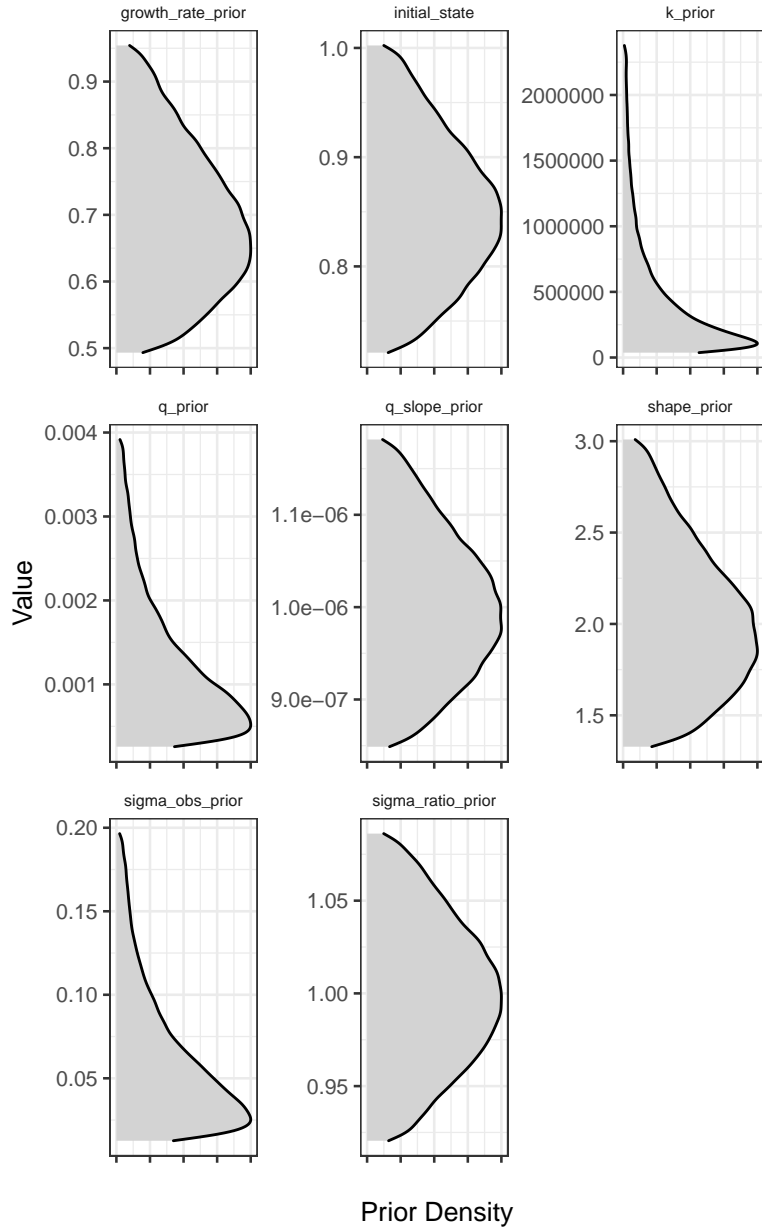 growth_rate_prior
initial_state
k_prior
0.9
0.8
0.7
0.6
0.5
1.0
0.9
0.8
2000000
1500000
1000000
500000
0
q_prior
q_slope_prior
shape_prior
0.004
0.003
0.002
0.001
1.1e−06
1.0e−06
9.0e−07
3.0
2.5
2.0
1.5
Value
sigma_obs_prior
sigma_ratio_prior
0.20
0.15
0.10
0.05
1.05
1.00
0.95
Prior Density